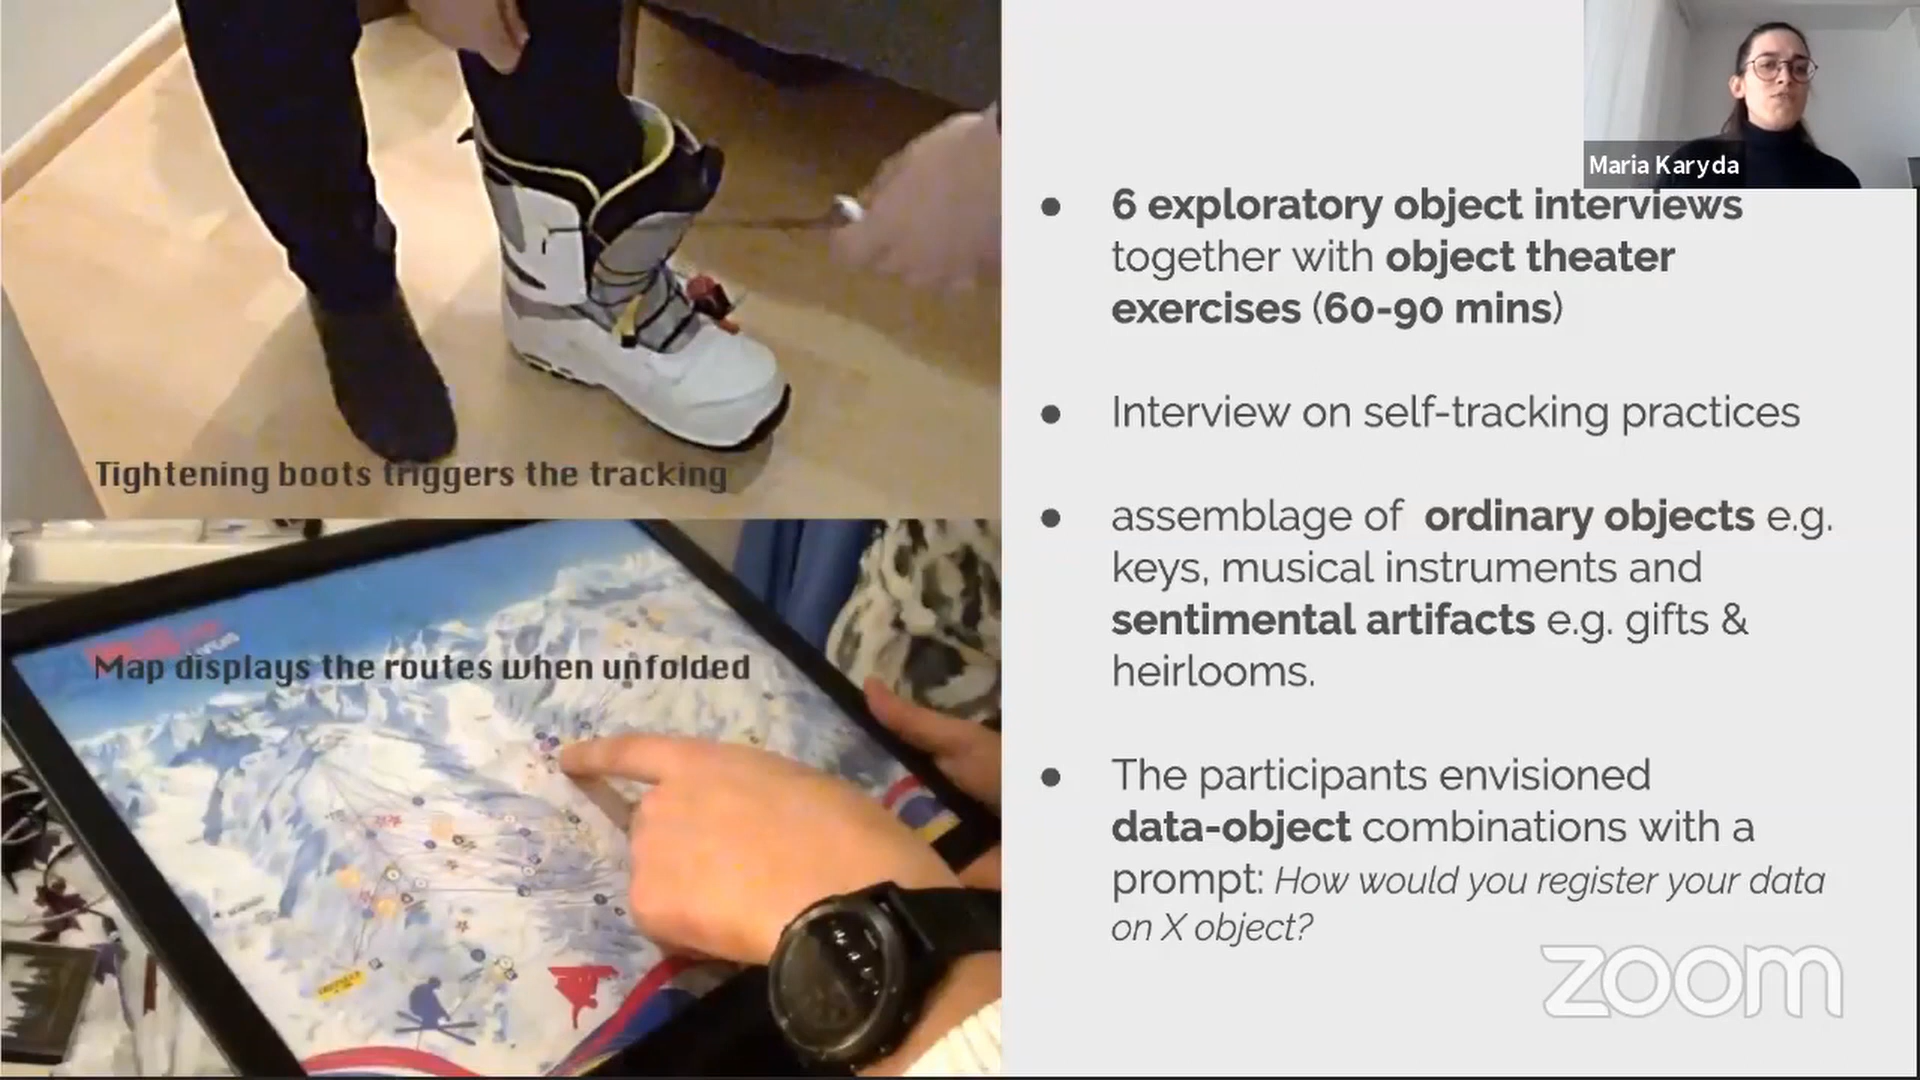 Maria Karyda
6 exploratory object interviews
together with object theater
exercises (60-90 mins)
Interview on self-tracking practices
assemblage of ordinary objects e.g.
keys, musical instruments and
sentimental artifacts e.g. gifts &
heirlooms.
The participants envisioned
data-object combinations with a
prompt: How would you register your data
on X object?
Tightening boots triggers the tracking
Map displays the routes when unfolded
zoom